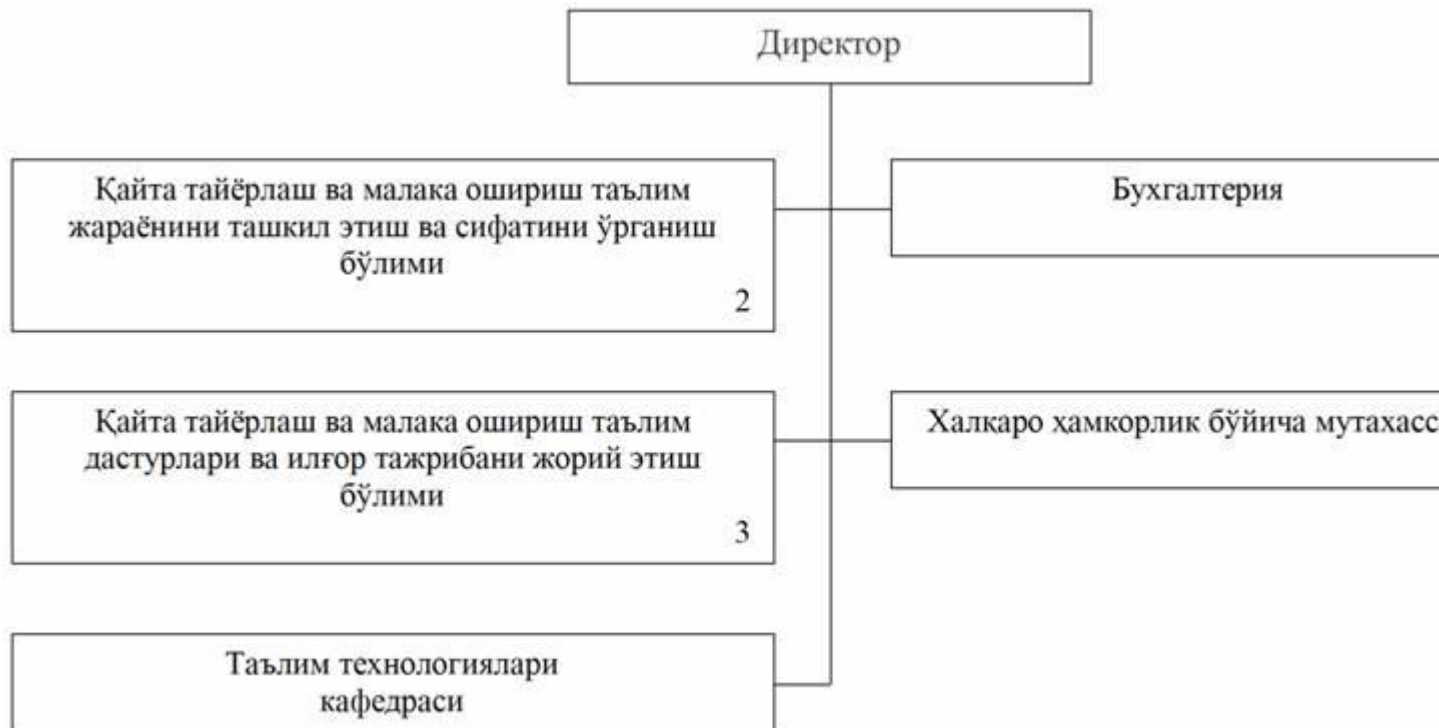 Директор
Қайта тайёрлаш ва малака ошириш таълим
жараёнини ташкил этиш ва сифатини ўрганиш
бўлими
2
Бухгалтерия
Қайта тайёрлаш ва малака ошириш таълим
дастурлари ва илғор тажрибани жорий этиш
бўлими
3
Халқаро ҳамкорлик бўйича
Таълим технологиялари
кафедраси